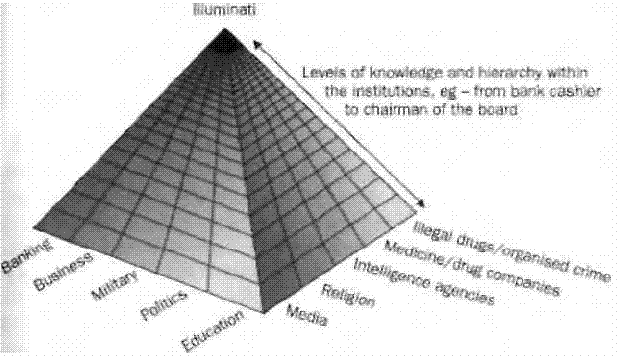 Illuminati
Levels of knowledge and hierarchy within
the institutions, eg – from bank cashier
to chairman of the board
Banking
Business
Military
Politics
Education
Media
Religion
Intelligence agencies
Medicine/drug companies
Illegal drugs/organised crime